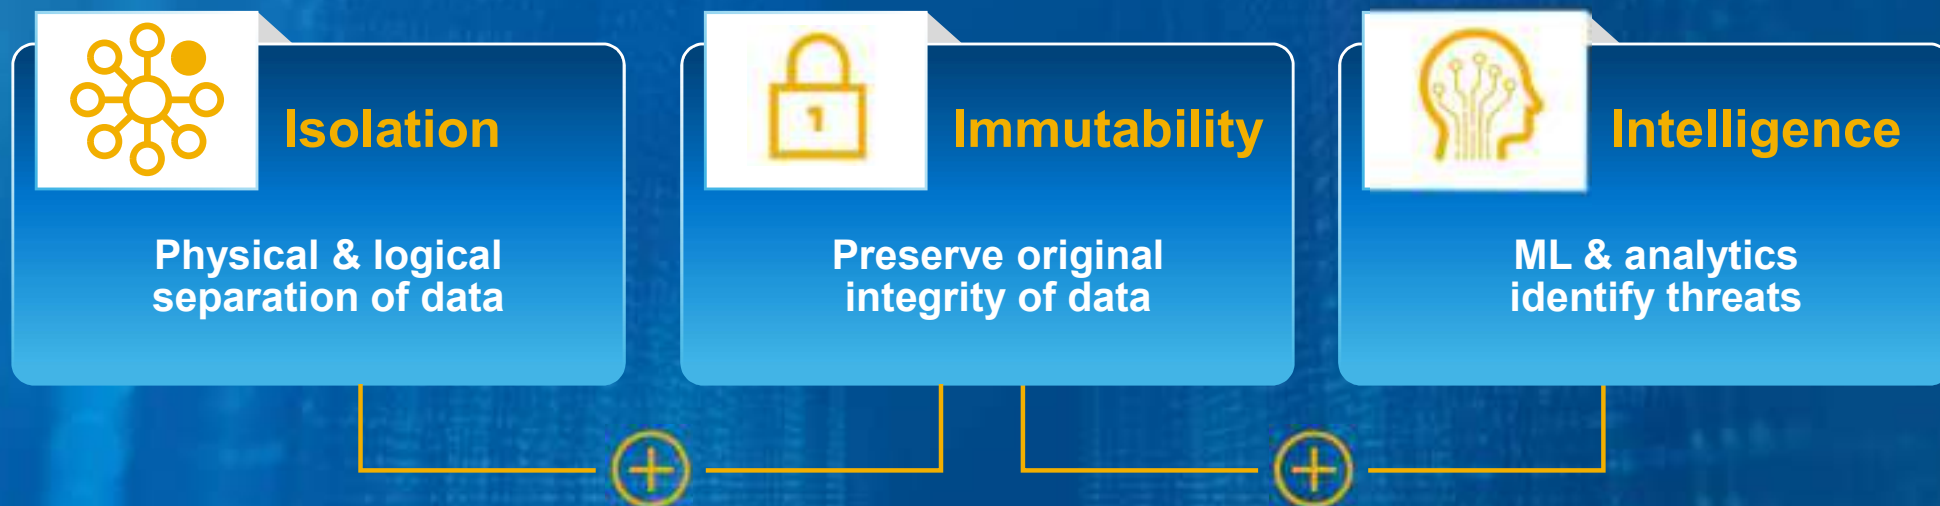 Isolation
Physical & logical
separation of data
Immutability
Preserve original
integrity of data
Intelligence
ML & analytics
identify threats